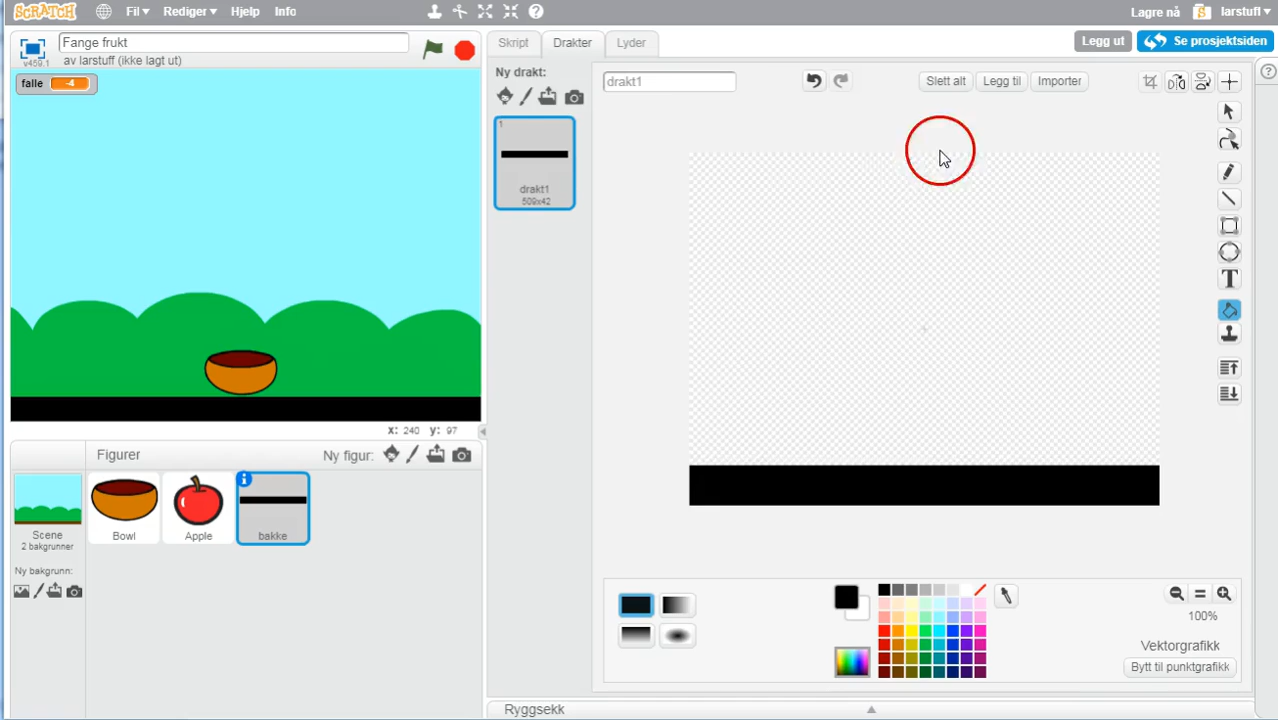 SCRATCH Fil▾ Rediger▾ Hjelp Info Lagre nå larstuff▾
v459.1 Fange frukt
av larstuff (ikke lagt ut)
Skript Drakter Lyder Legg ut Se prosjektsiden
falle -4
Ny drakt: drakt1 Slett alt Legg til Importer
1
drakt1
509x42
T
x: 240 y: 97
Figurer Ny figur:
Scene
2 bakgrunner
Bowl Apple bakke
Ny bakgrunn:
100%
Vektorgrafikk
Bytt til punktgrafikk
Ryggsekk